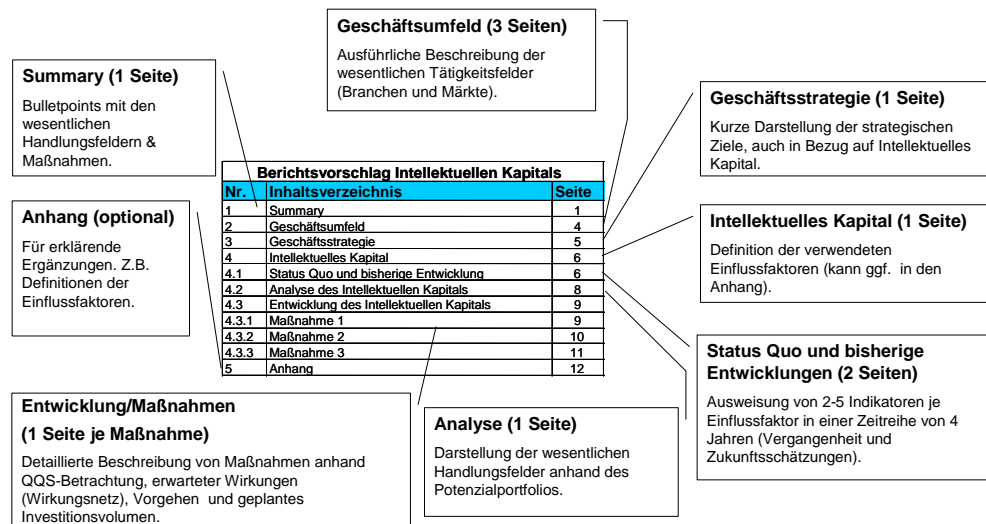 Geschäftsumfeld (3 Seiten)
Ausführliche Beschreibung der
wesentlichen Tätigkeitsfelder
(Branchen und Märkte).
Summary (1 Seite)
Bulletpoints mit den
wesentlichen
Handlungsfeldern &
Maßnahmen.
Geschäftsstrategie (1 Seite)
Kurze Darstellung der strategischen
Ziele, auch in Bezug auf Intellektuelles
Kapital.
Anhang (optional)
Für erklärende
Ergänzungen. Z.B.
Definitionen der
Einflussfaktoren.
Berichtsvorschlag Intellektuellen Kapitals
Nr. Inhaltsverzeichnis Seite
1 Summary 1
2 Geschäftsumfeld 4
3 Geschäftsstrategie 5
4 Intellektuelles Kapital 6
4.1 Status Quo und bisherige Entwicklung 6
4.2 Analyse des Intellektuellen Kapitals 8
4.3 Entwicklung des Intellektuellen Kapitals 9
4.3.1 Maßnahme 1 9
4.3.2 Maßnahme 2 10
4.3.3 Maßnahme 3 11
5 Anhang 12
Intellektuelles Kapital (1 Seite)
Definition der verwendeten
Einflussfaktoren (kann ggf. in den
Anhang).
Status Quo und bisherige
Entwicklungen (2 Seiten)
Ausweisung von 2-5 Indikatoren je
Einflussfaktor in einer Zeitreihe von 4
Jahren (Vergangenheit und
Zukunftsschätzungen).
Entwicklung/Maßnahmen
(1 Seite je Maßnahme)
Detaillierte Beschreibung von Maßnahmen anhand
QQS-Betrachtung, erwarteter Wirkungen
(Wirkungsnetz), Vorgehen und geplantes
Investitionsvolumen.
Analyse (1 Seite)
Darstellung der wesentlichen
Handlungsfelder anhand des
Potenzialportfolios.